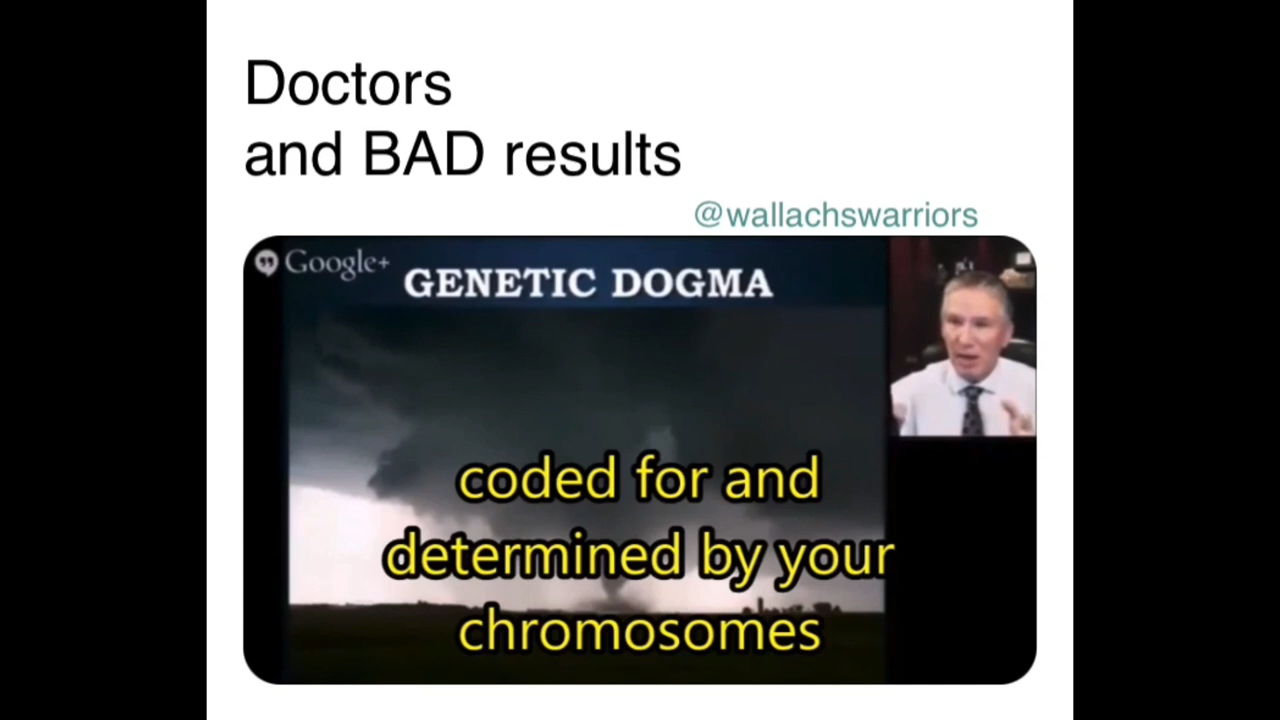 Doctors
and BAD results
@wallachswarriors
Google+
GENETIC DOGMA
coded for and
determined by your
chromosomes